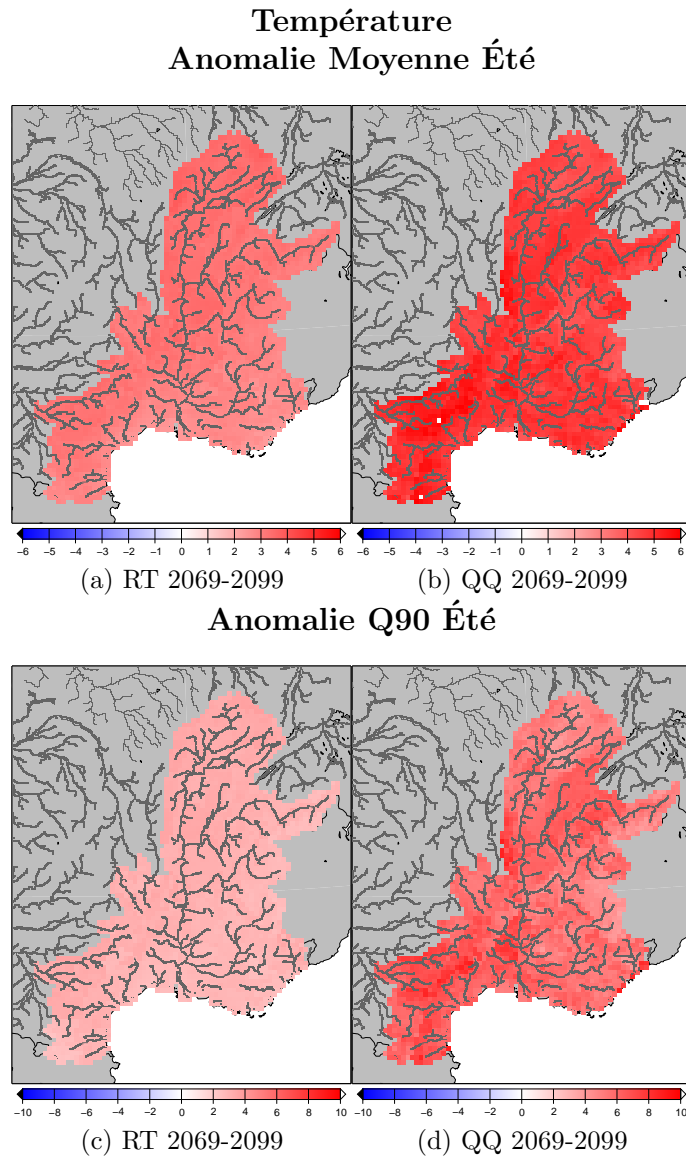 Température
Anomalie Moyenne Été
−6 −5 −4 −3 −2 −1 0 1 2 3 4 5 6
−6 −5 −4 −3 −2 −1 0 1 2 3 4 5 6
(a) RT 2069-2099
(b) QQ 2069-2099
Anomalie Q90 Été
−10 −8 −6 −4 −2 0 2 4 6 8 10
−10 −8 −6 −4 −2 0 2 4 6 8 10
(c) RT 2069-2099
(d) QQ 2069-2099